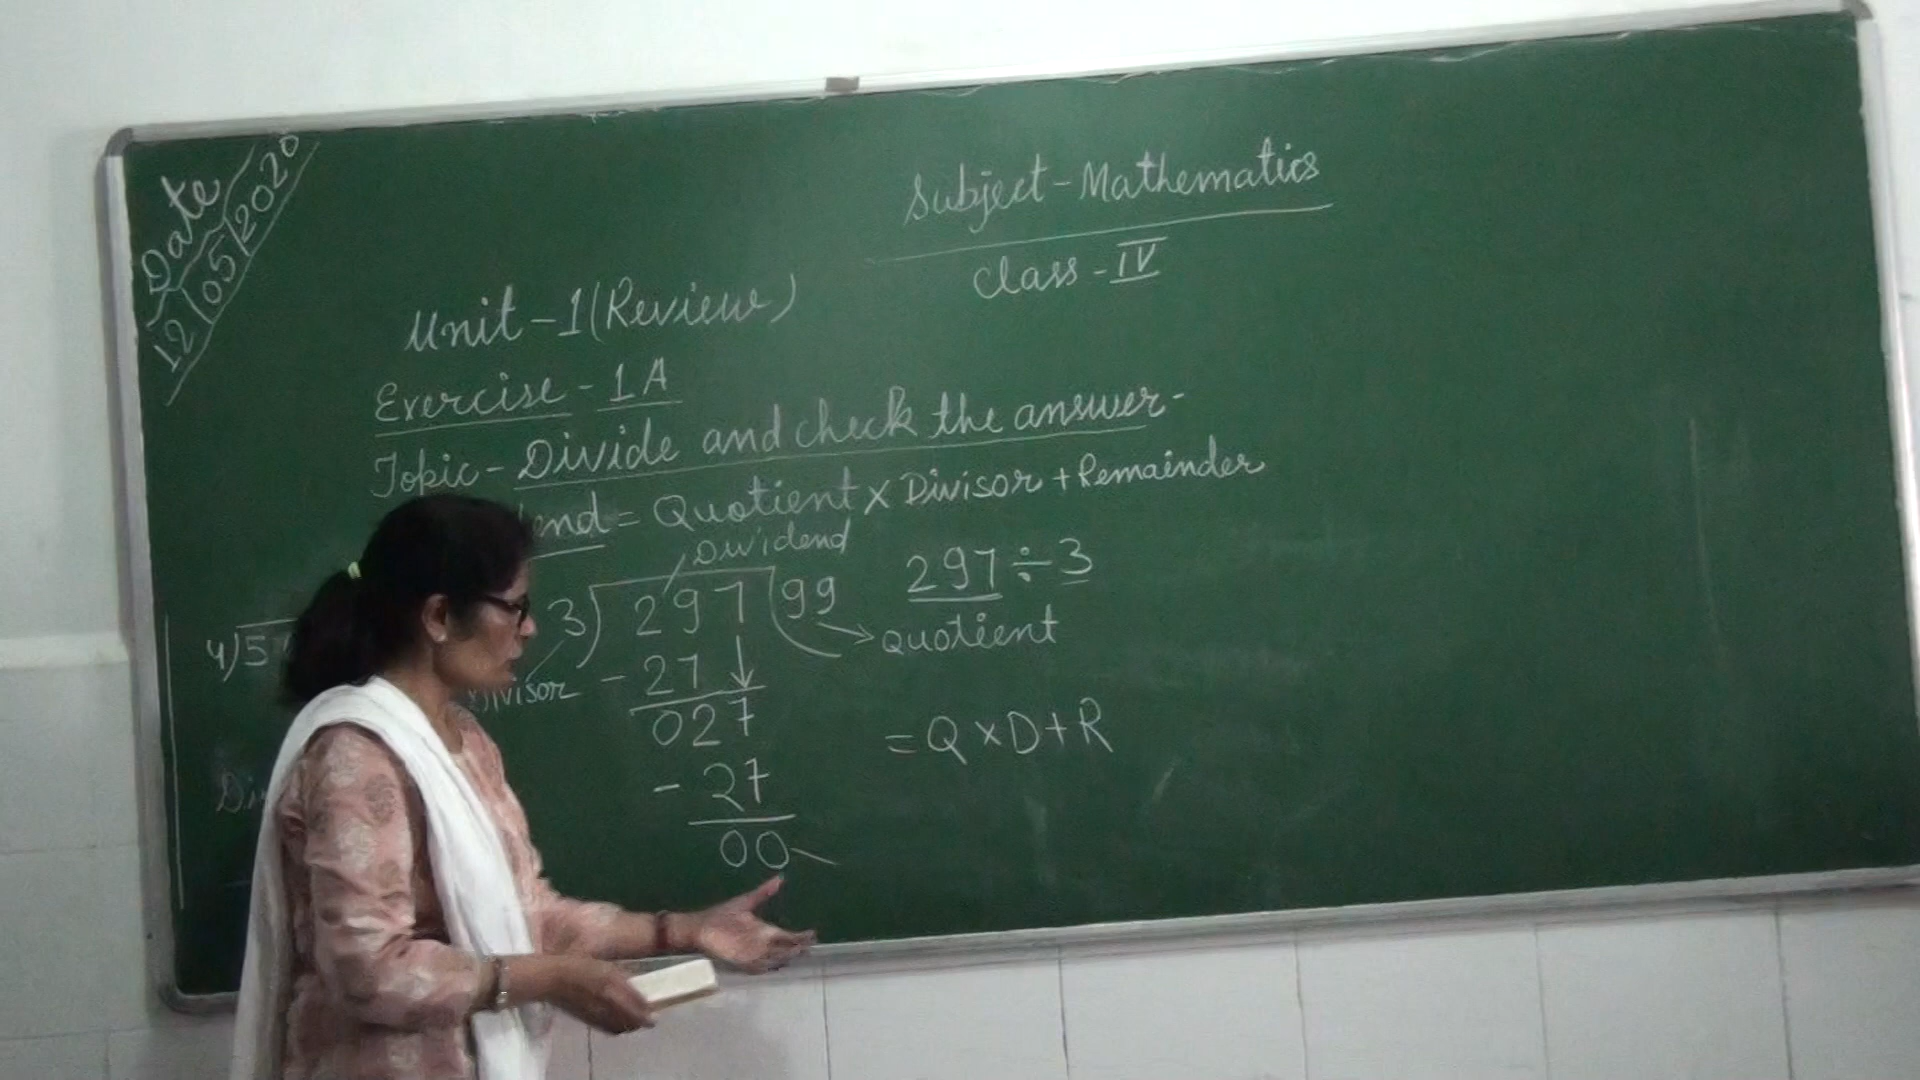 Date
12/05/2020
Subject-Mathematics
Class-IV
Unit-1(Review)
Exercise-1A
Topic-Divide and check the answer-
end=Quotient×Divisor+Remainder
Dividend
297÷3
3)297(99
quotient
4)5
Divisor
-27
027
=Q×D+R
-27
00